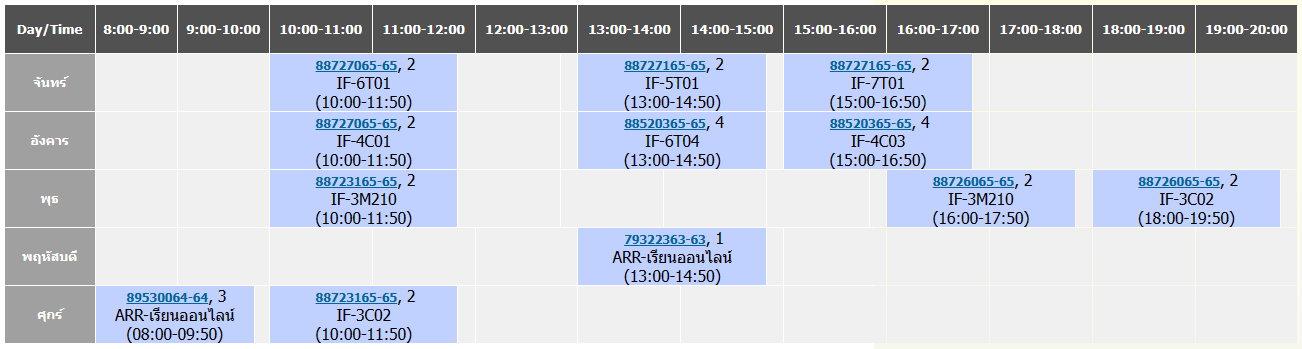 Day/Time 8:00-9:00 9:00-10:00 10:00-11:00 11:00-12:00 12:00-13:00 13:00-14:00 14:00-15:00 15:00-16:00 16:00-17:00 17:00-18:00 18:00-19:00 19:00-20:00
จันทร์
88727065-65, 2
IF-6T01
(10:00-11:50)
88727165-65, 2
IF-5T01
(13:00-14:50)
88727165-65, 2
IF-7T01
(15:00-16:50)
อังคาร
88727065-65, 2
IF-4C01
(10:00-11:50)
88520365-65, 4
IF-6T04
(13:00-14:50)
88520365-65, 4
IF-4C03
(15:00-16:50)
พุธ
88723165-65, 2
IF-3M210
(10:00-11:50)
88726065-65, 2
IF-3M210
(16:00-17:50)
88726065-65, 2
IF-3C02
(18:00-19:50)
พฤหัสบดี
79322363-63, 1
ARR-เรียนออนไลน์
(13:00-14:50)
ศุกร์
89530064-64, 3
ARR-เรียนออนไลน์
(08:00-09:50)
88723165-65, 2
IF-3C02
(10:00-11:50)